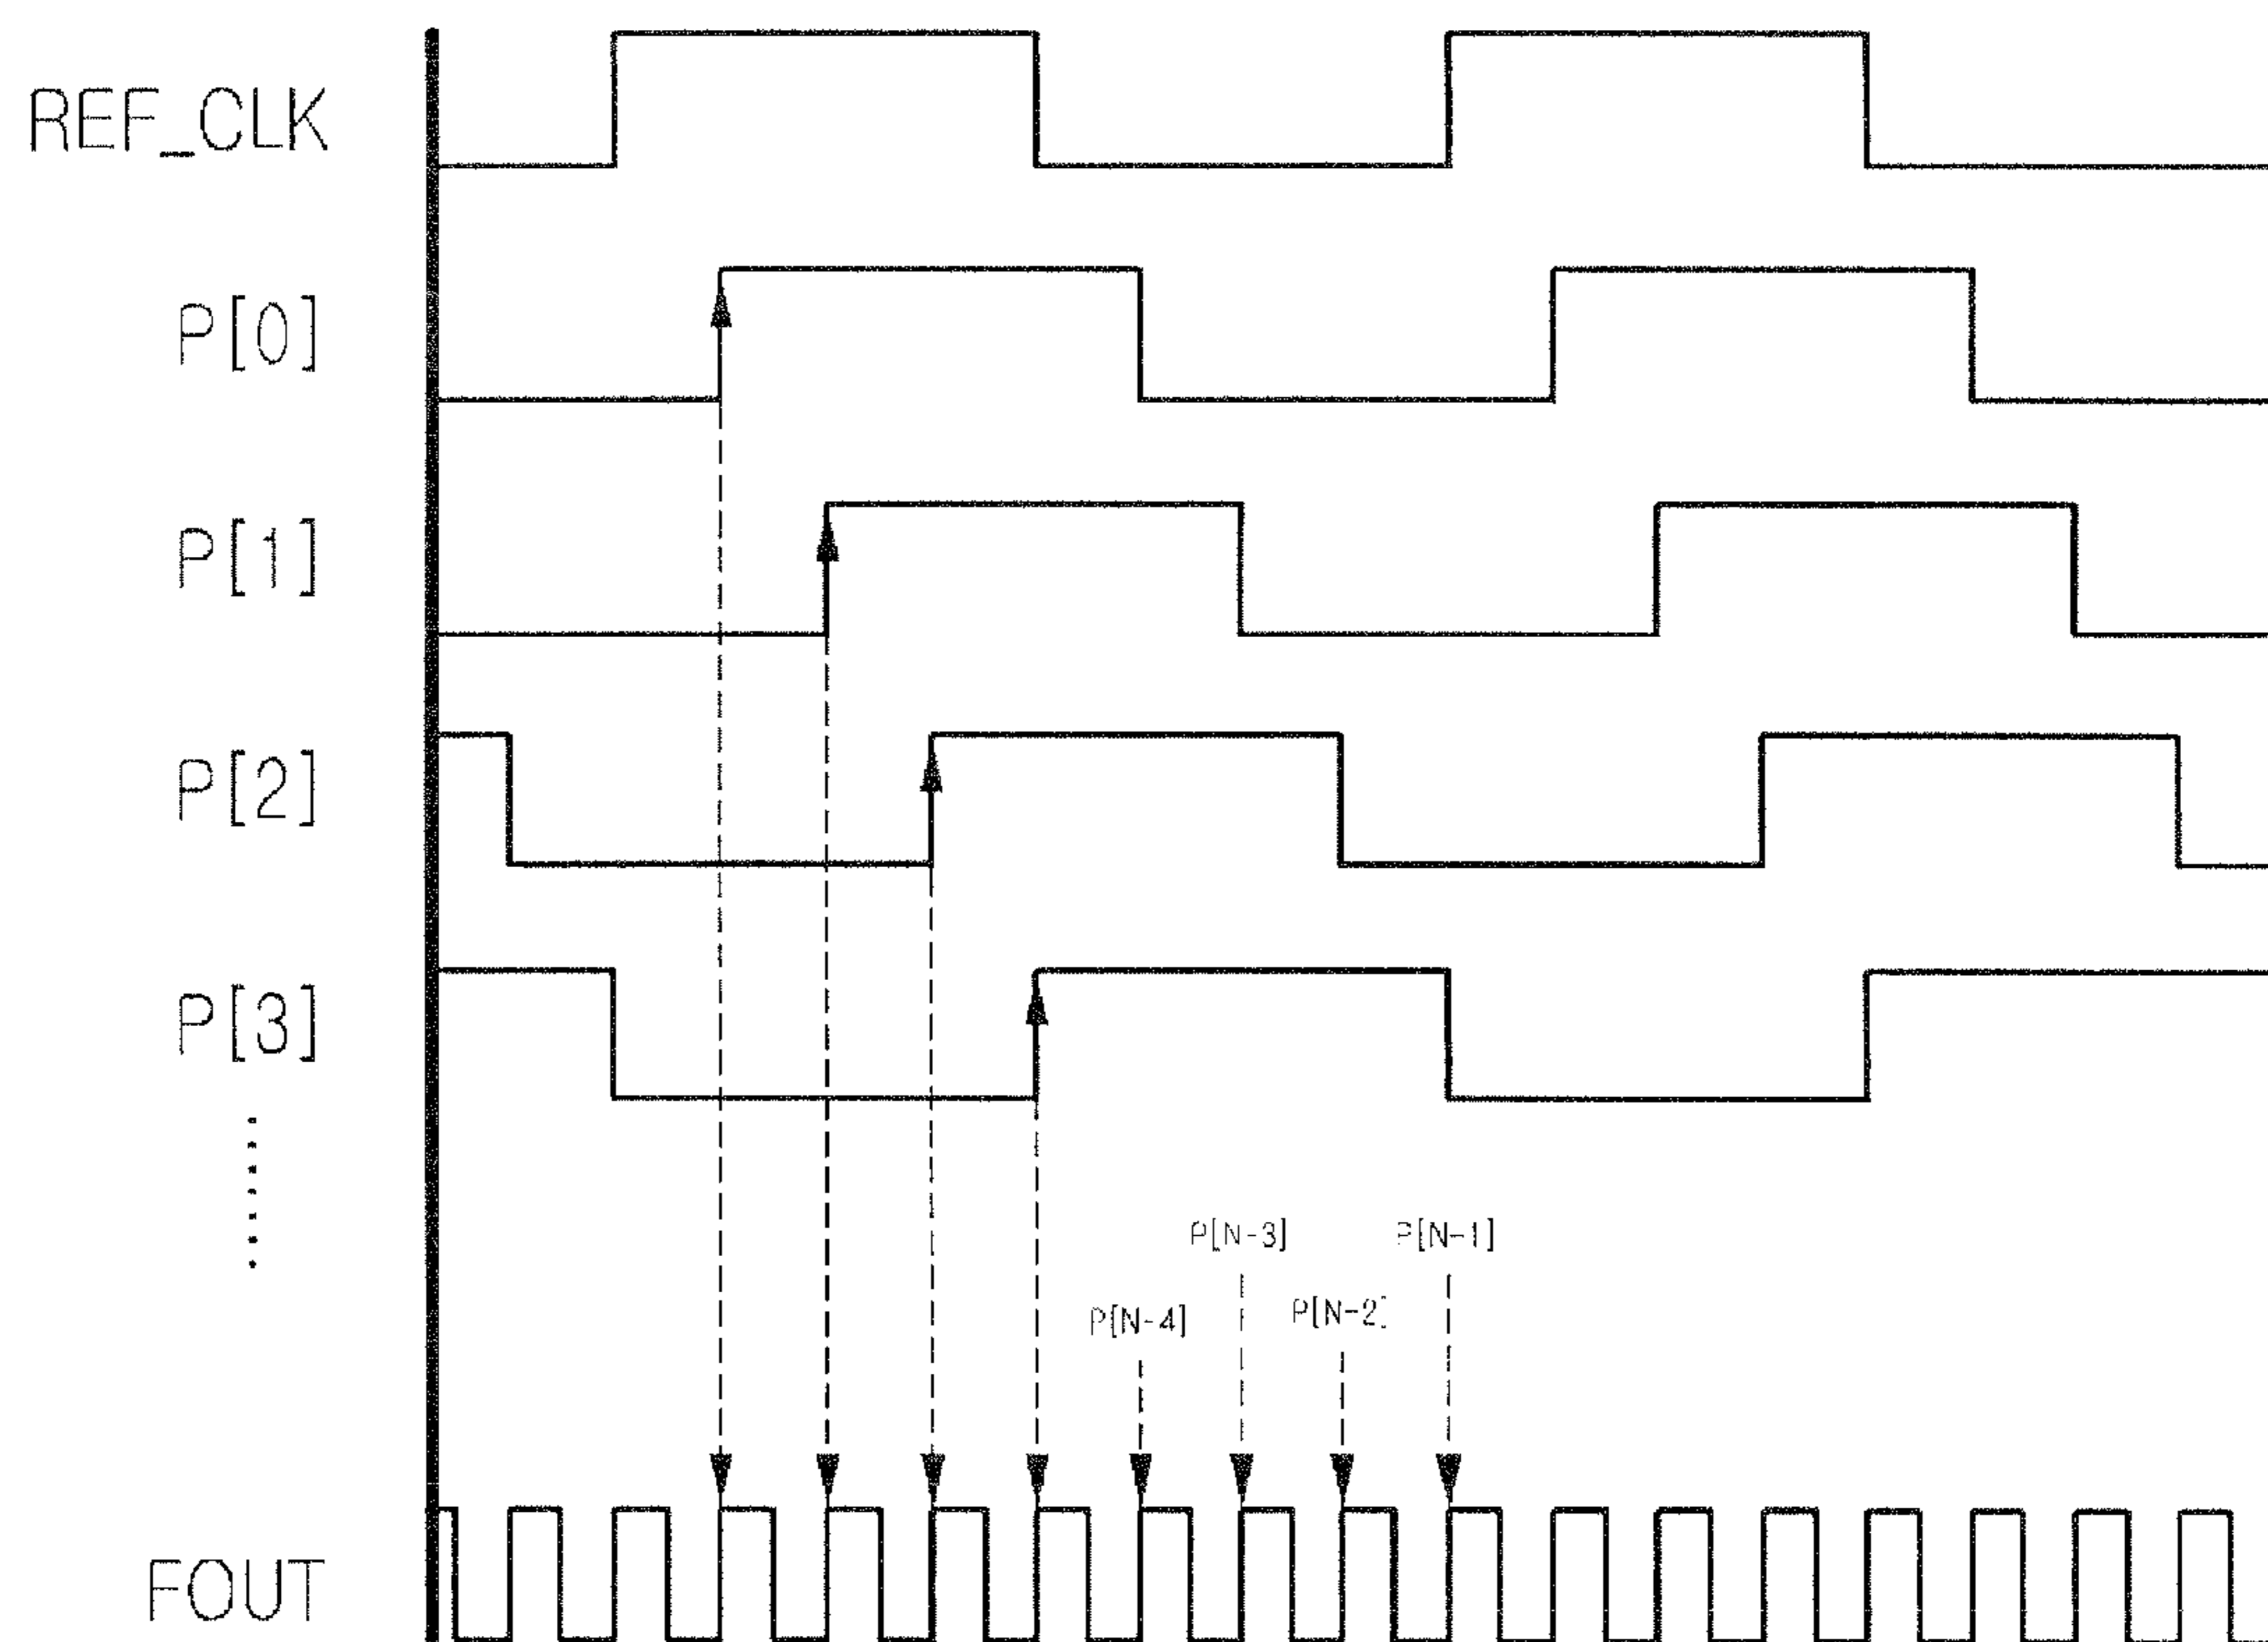 REF_CLK
P[0]
P[1]
P[2]
P[3]
P[N-3]
P[N-1]
P[N-4]
P[N-2]
FOUT